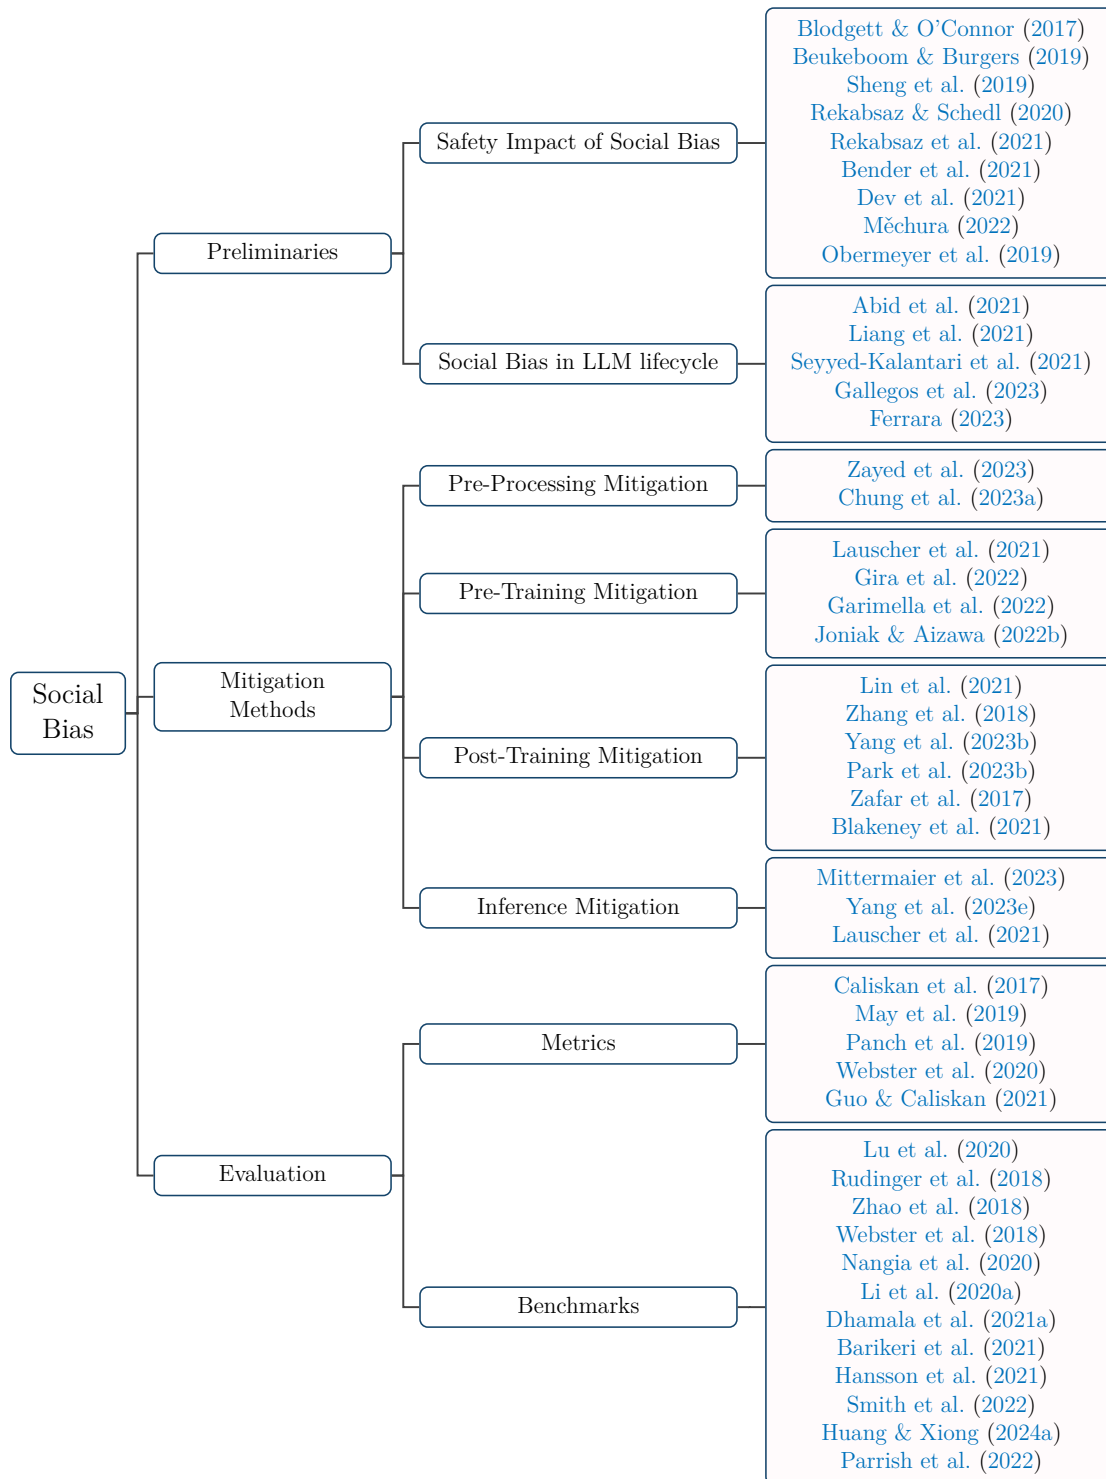 Social
Bias
Preliminaries
Safety Impact of Social Bias
Blodgett & O'Connor (2017)
Beukeboom & Burgers (2019)
Sheng et al. (2019)
Rekabsaz & Schedl (2020)
Rekabsaz et al. (2021)
Bender et al. (2021)
Dev et al. (2021)
Měchura (2022)
Obermeyer et al. (2019)
Social Bias in LLM lifecycle
Abid et al. (2021)
Liang et al. (2021)
Seyyed-Kalantari et al. (2021)
Gallegos et al. (2023)
Ferrara (2023)
Mitigation
Methods
Pre-Processing Mitigation
Zayed et al. (2023)
Chung et al. (2023a)
Pre-Training Mitigation
Lauscher et al. (2021)
Gira et al. (2022)
Garimella et al. (2022)
Joniak & Aizawa (2022b)
Post-Training Mitigation
Lin et al. (2021)
Zhang et al. (2018)
Yang et al. (2023b)
Park et al. (2023b)
Zafar et al. (2017)
Blakeney et al. (2021)
Inference Mitigation
Mittermaier et al. (2023)
Yang et al. (2023e)
Lauscher et al. (2021)
Evaluation
Metrics
Caliskan et al. (2017)
May et al. (2019)
Panch et al. (2019)
Webster et al. (2020)
Guo & Caliskan (2021)
Benchmarks
Lu et al. (2020)
Rudinger et al. (2018)
Zhao et al. (2018)
Webster et al. (2018)
Nangia et al. (2020)
Li et al. (2020a)
Dhamala et al. (2021a)
Barikeri et al. (2021)
Hansson et al. (2021)
Smith et al. (2022)
Huang & Xiong (2024a)
Parrish et al. (2022)